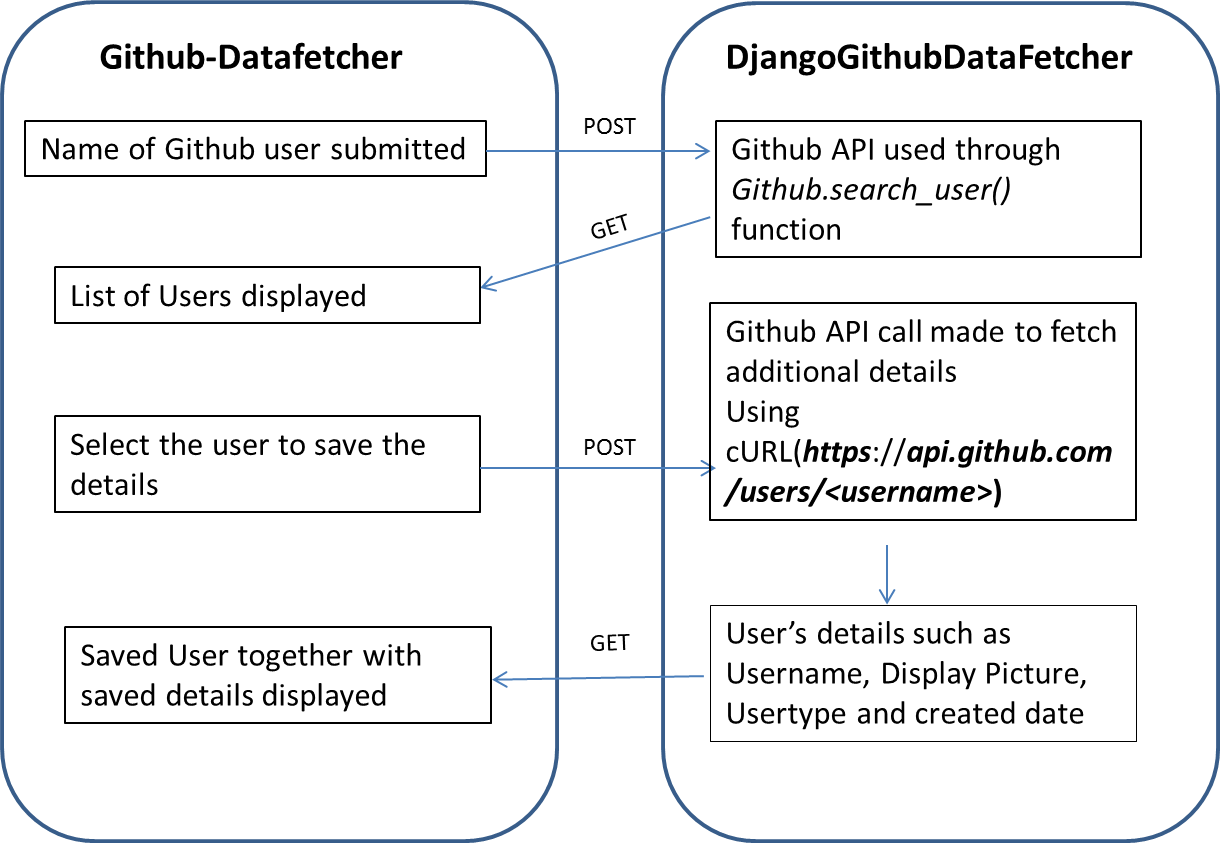 Github-Datafetcher
DjangoGithubDataFetcher
Name of Github user submitted
POST
Github API used through
Github.search_user()
function
GET
List of Users displayed
Github API call made to fetch
additional details
Using
cURL(https://api.github.com
/users/<username>)
Select the user to save the
details
POST
Saved User together with
saved details displayed
GET
User’s details such as
Username, Display Picture,
Usertype and created date